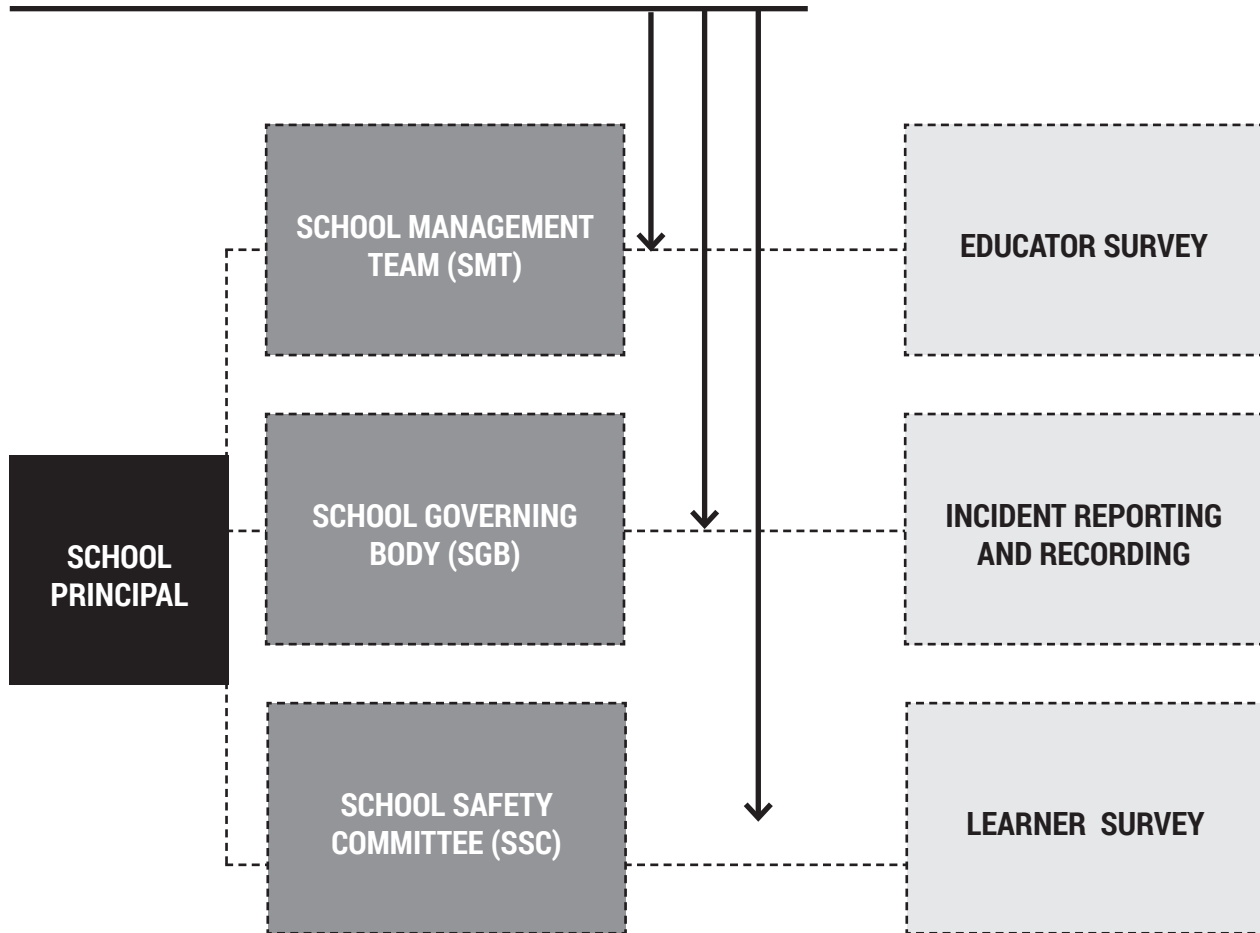 SCHOOL MANAGEMENT
TEAM (SMT)
EDUCATOR SURVEY
SCHOOL PRINCIPAL
SCHOOL GOVERNING
BODY (SGB)
INCIDENT REPORTING
AND RECORDING
SCHOOL SAFETY
COMMITTEE (SSC)
LEARNER SURVEY